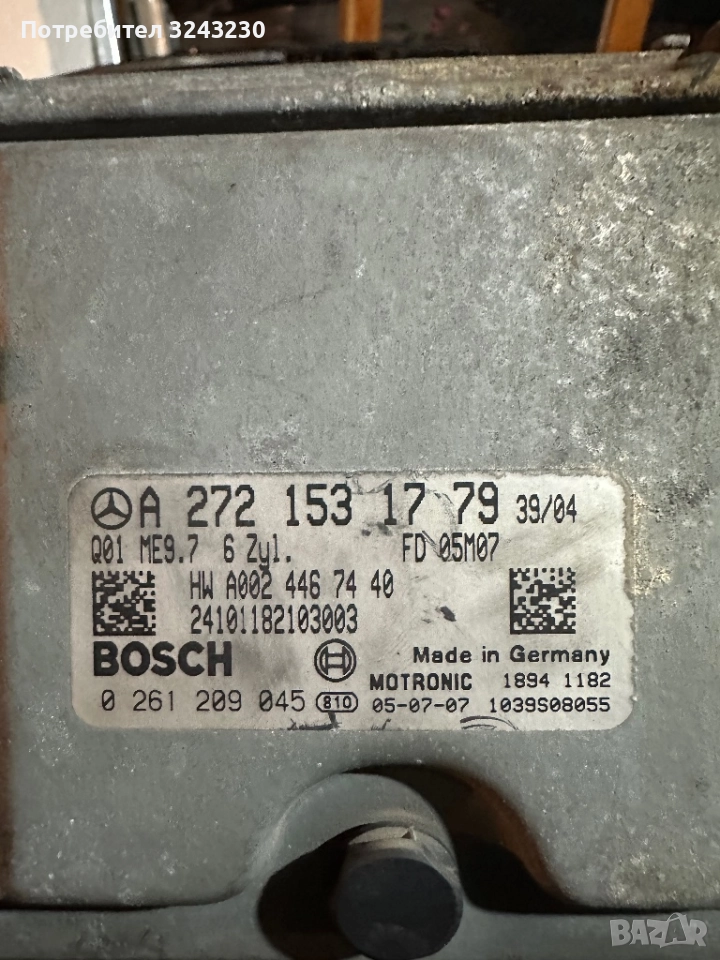 Потребител 3243230
A 272 153 17 79 39/04
Q01 ME9.7 6 Zyl. FD 05M07
HW A002 446 74 40
24101182103003
BOSCH
Made in Germany
MOTRONIC 1894 1182
0 261 209 045 810 05-07-07 1039S08055
BAZAR